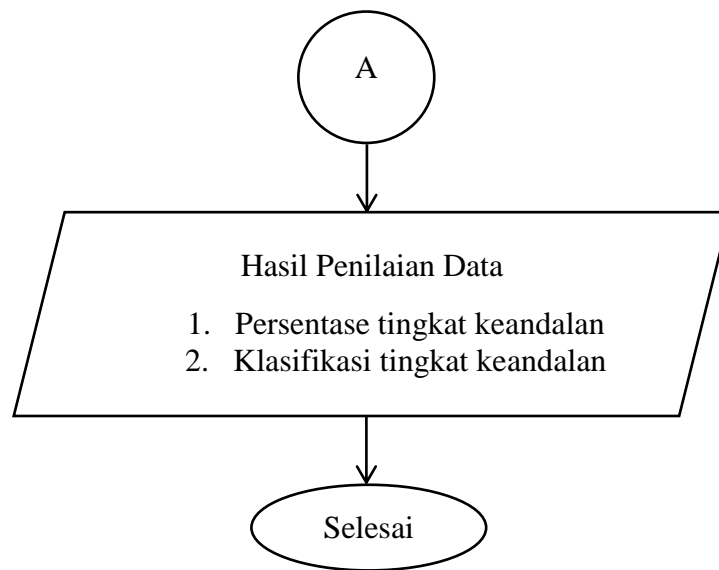 A
Hasil Penilaian Data
1. Persentase tingkat keandalan
2. Klasifikasi tingkat keandalan
Selesai